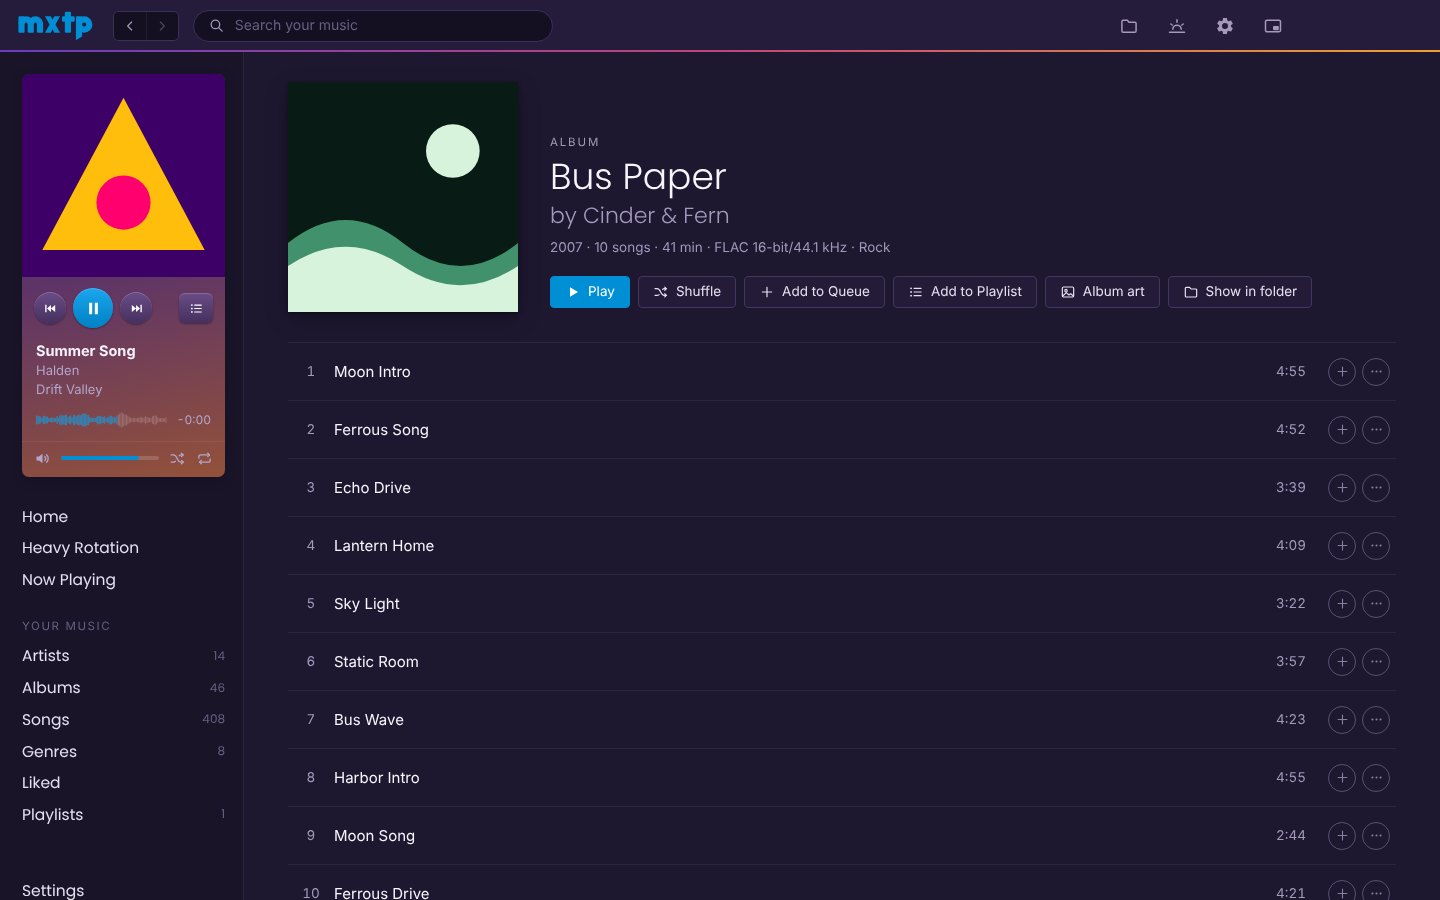 mxtp
Search your music
Summer Song
Halden
Drift Valley
-0:00
Home
Heavy Rotation
Now Playing
YOUR MUSIC
Artists 14
Albums 46
Songs 408
Genres 8
Liked
Playlists 1
Settings
ALBUM
Bus Paper
by Cinder & Fern
2007 · 10 songs · 41 min · FLAC 16-bit/44.1 kHz · Rock
Play Shuffle Add to Queue Add to Playlist Album art Show in folder
1 Moon Intro 4:55
2 Ferrous Song 4:52
3 Echo Drive 3:39
4 Lantern Home 4:09
5 Sky Light 3:22
6 Static Room 3:57
7 Bus Wave 4:23
8 Harbor Intro 4:55
9 Moon Song 2:44
10 Ferrous Drive 4:21